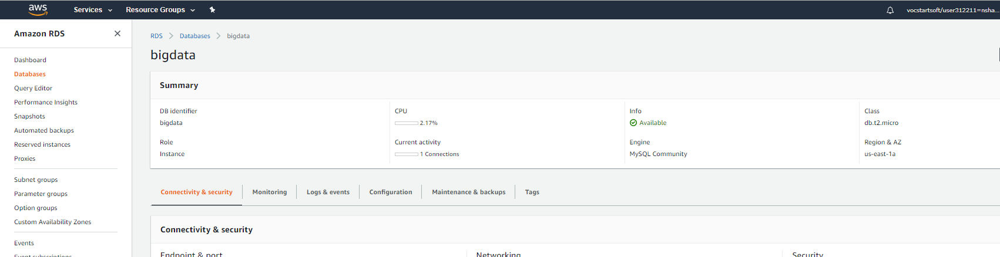 aws Services Resource Groups vocstartsoft/user312211=nsha...
Amazon RDS
Dashboard
Databases
Query Editor
Performance Insights
Snapshots
Automated backups
Reserved instances
Proxies
Subnet groups
Parameter groups
Option groups
Custom Availability Zones
Events
Event subscriptions
RDS Databases bigdata
bigdata
Summary
DB identifier CPU Info Class
bigdata 2.17% Available db.t2.micro
Role Current activity Engine Region & AZ
Instance 1 Connections MySQL Community us-east-1a
Connectivity & security Monitoring Logs & events Configuration Maintenance & backups Tags
Connectivity & security
Endpoint & port Networking Security